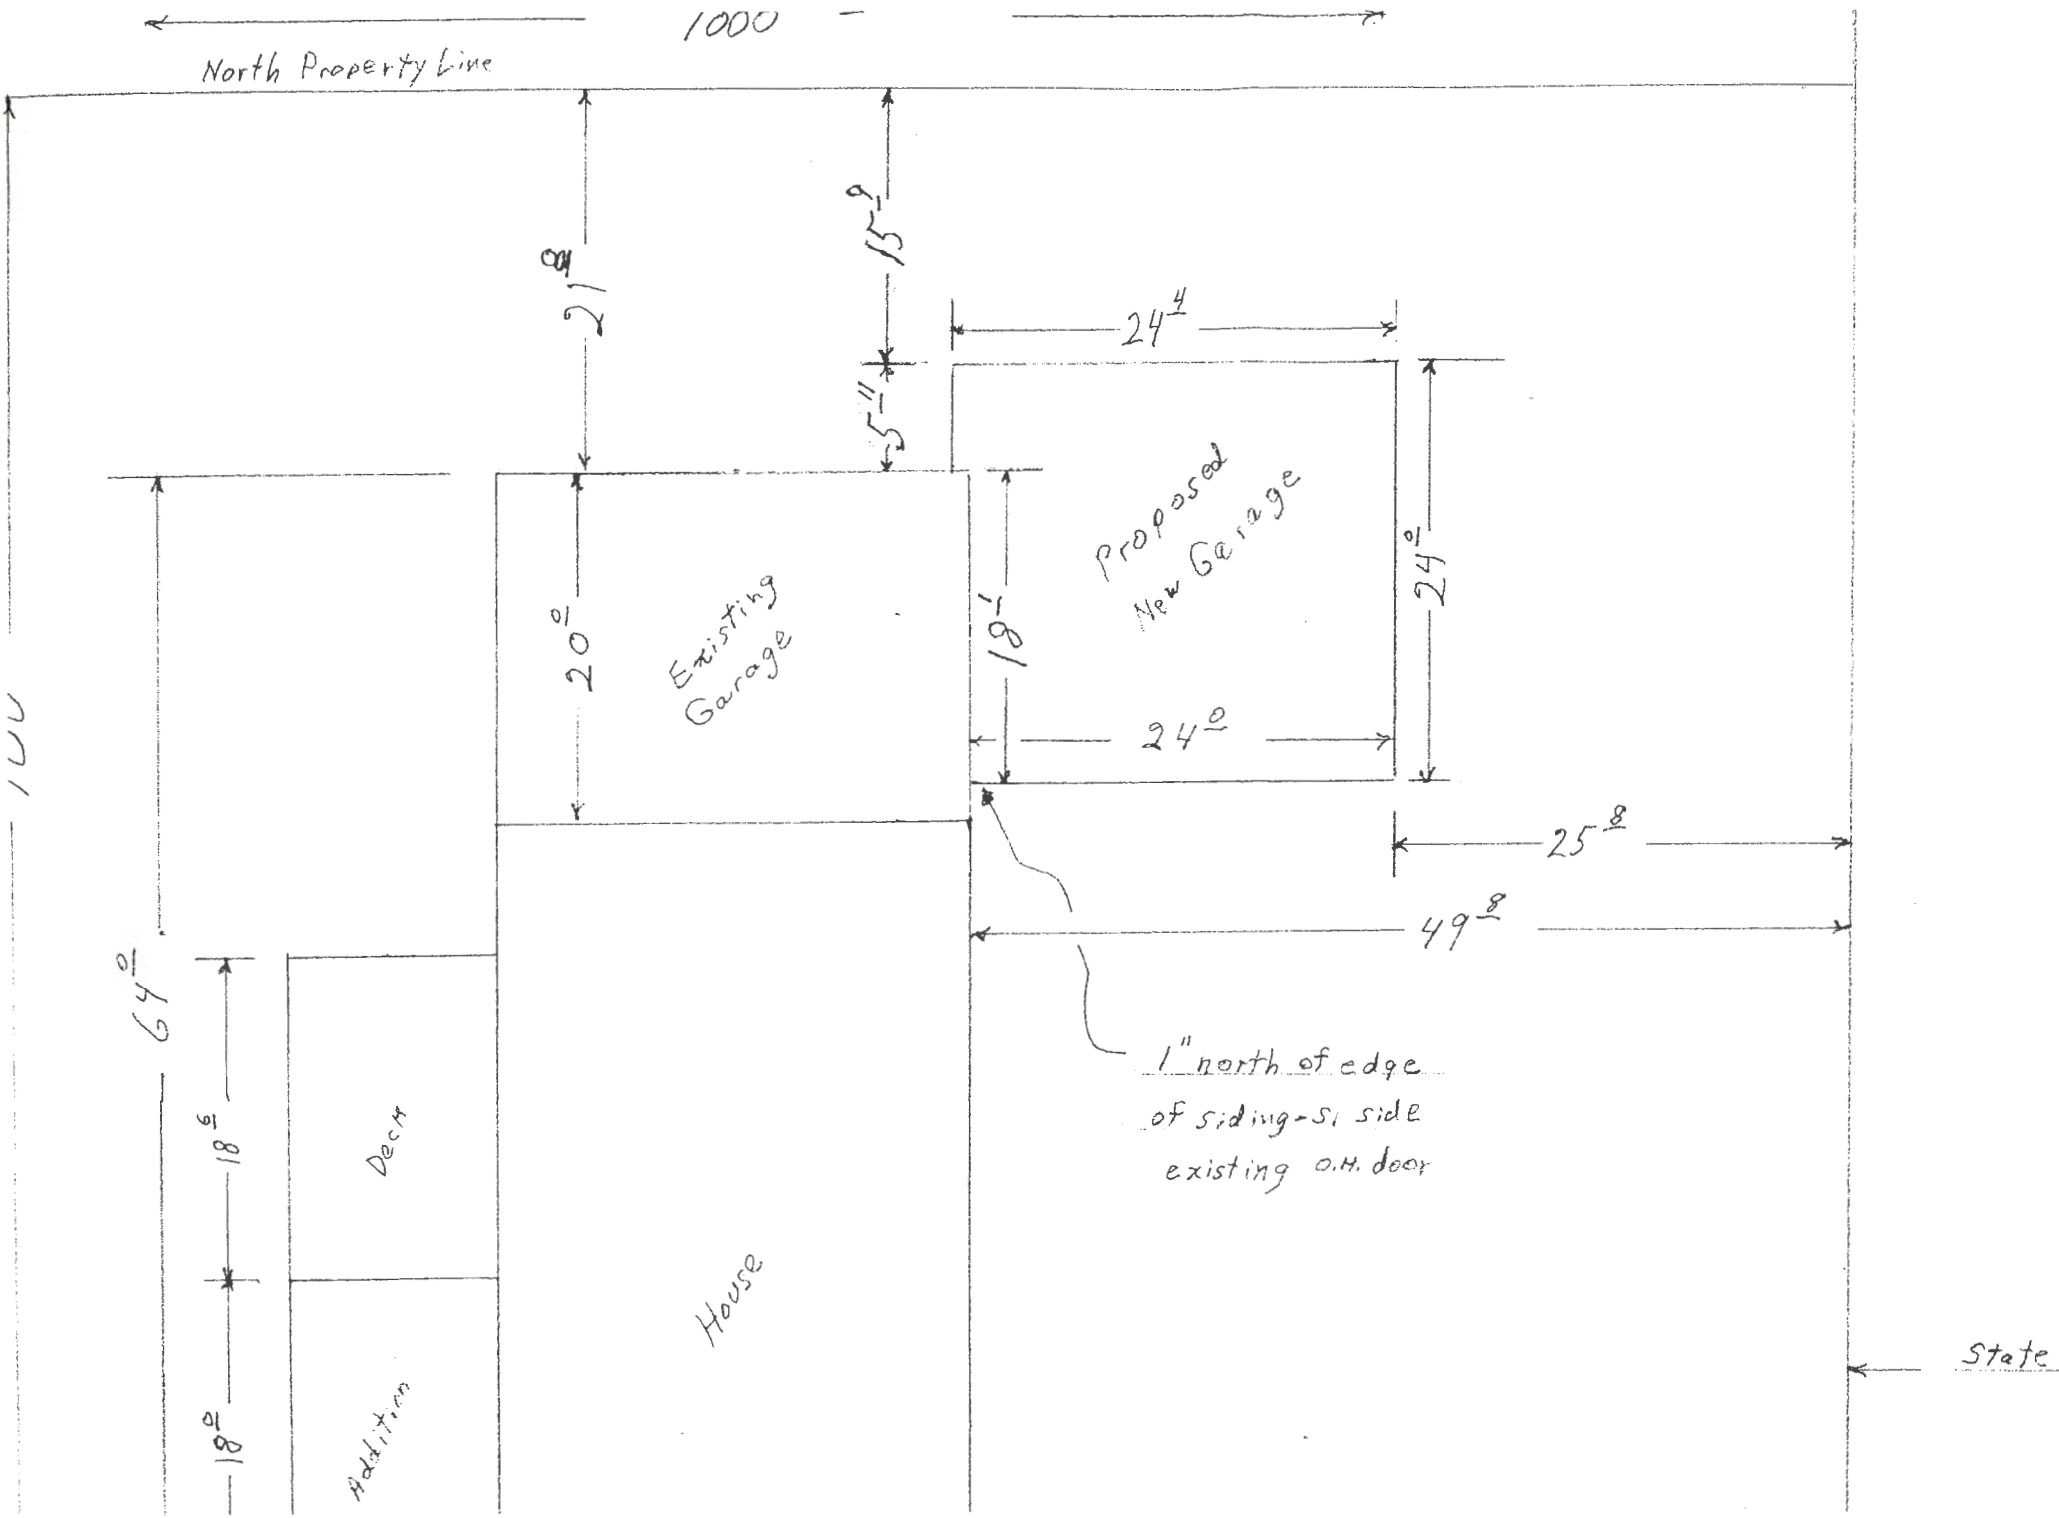 1000 -
North Property Line
21 8
15 9
5 11
24 4
Proposed
New Garage
24 0
18 1
24 0
20 0
Existing
Garage
25 8
49 8
64 0
18 6
Deck
1" north of edge
of siding - S. side
existing O.H. door
House
State
18 0
Addition